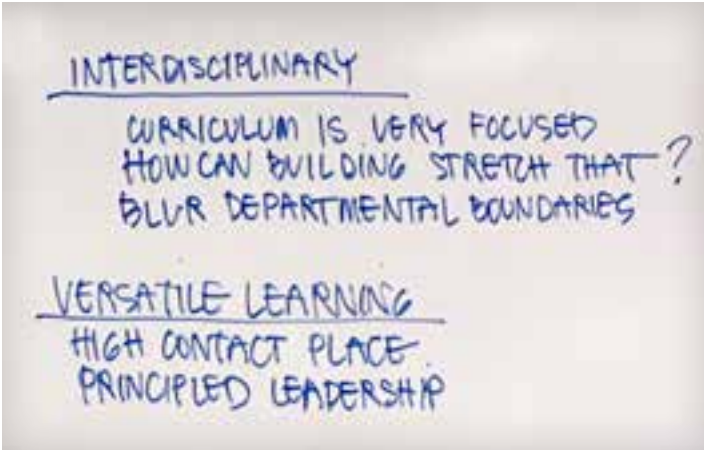 INTERDISCIPLINARY
CURRICULUM IS VERY FOCUSED
HOW CAN BUILDING STRETCH THAT?
BLUR DEPARTMENTAL BOUNDARIES
VERSATILE LEARNING
HIGH CONTACT PLACE.
PRINCIPLED LEADERSHIP